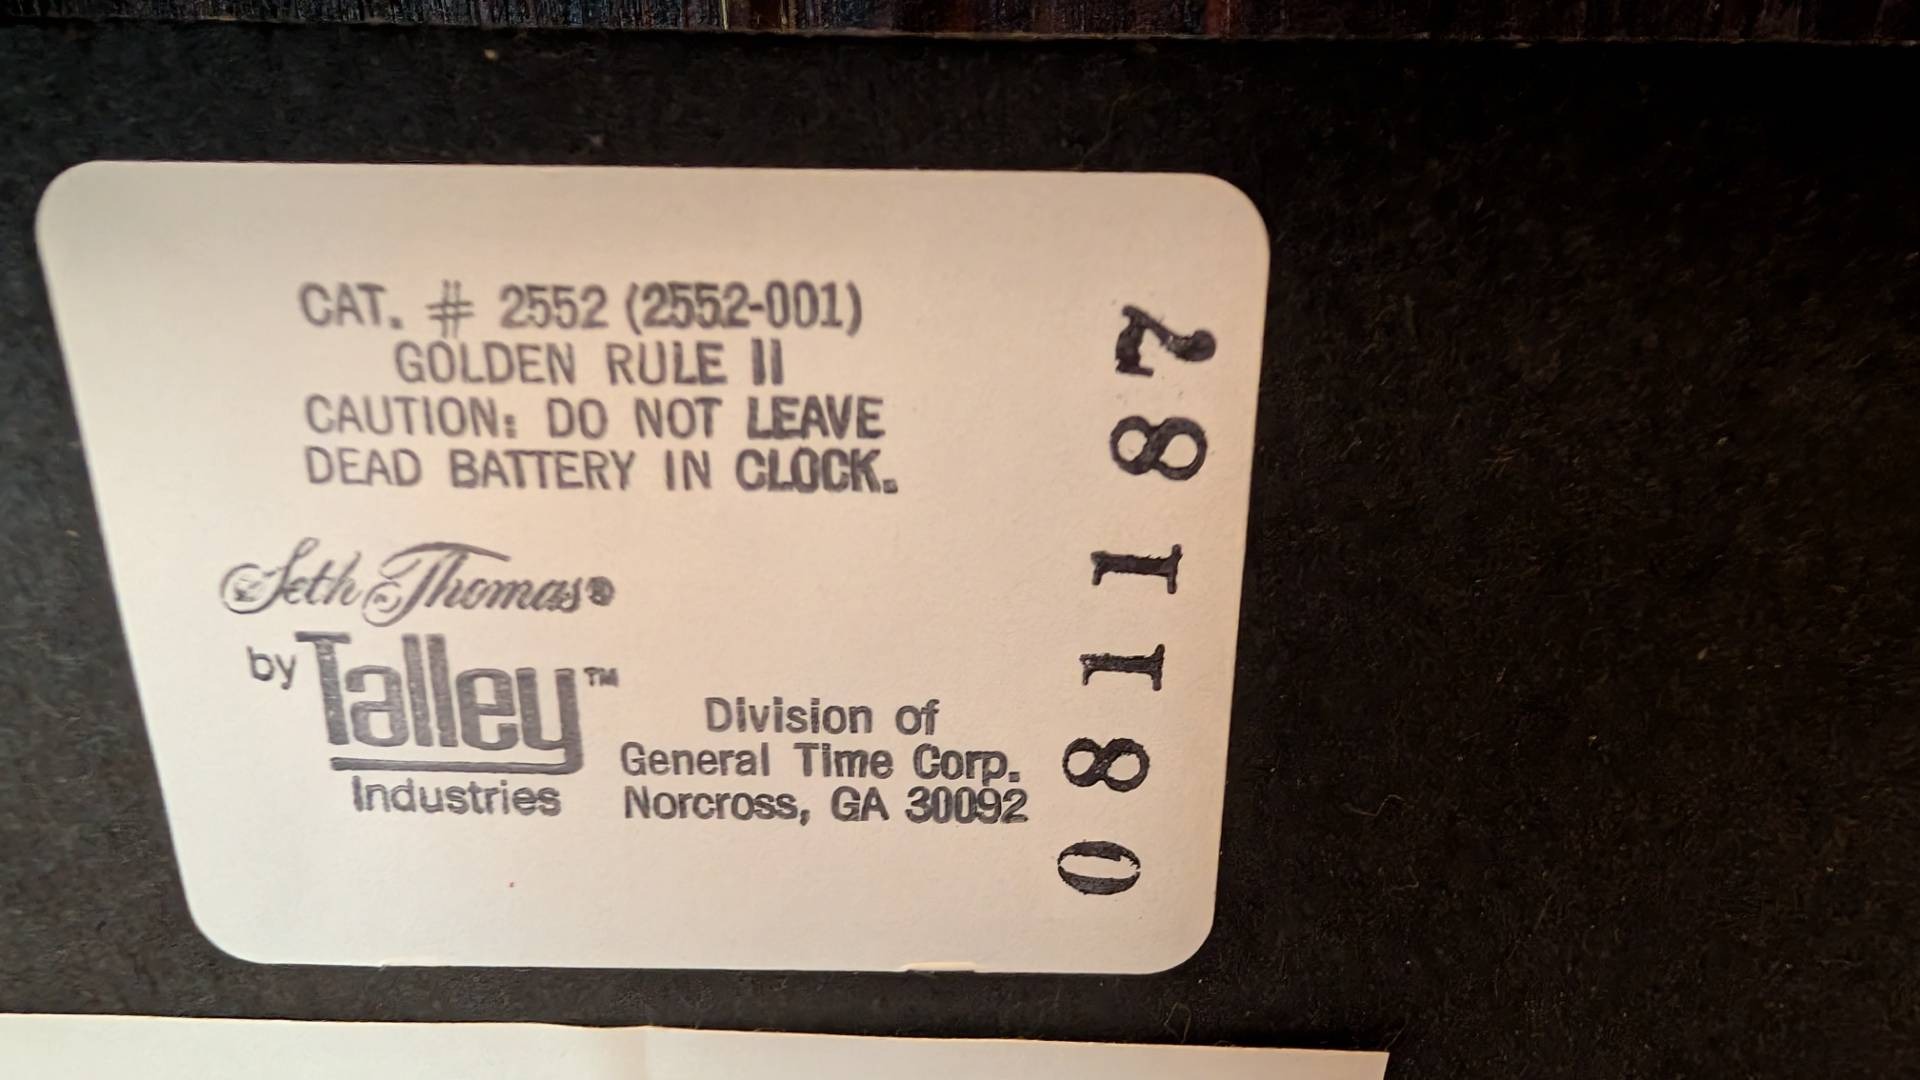 CAT. # 2552 (2552-001)
GOLDEN RULE II
CAUTION: DO NOT LEAVE
DEAD BATTERY IN CLOCK.
Seth Thomas®
by Talley™
Industries
Division of
General Time Corp.
Norcross, GA 30092
081187